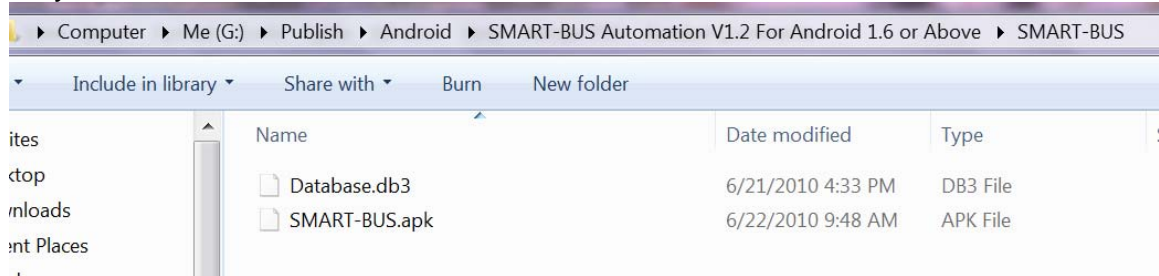 Computer Me (G:) Publish Android SMART-BUS Automation V1.2 For Android 1.6 or Above SMART-BUS
Include in library Share with Burn New folder
Name Date modified Type
Database.db3 6/21/2010 4:33 PM DB3 File
SMART-BUS.apk 6/22/2010 9:48 AM APK File
ent Places